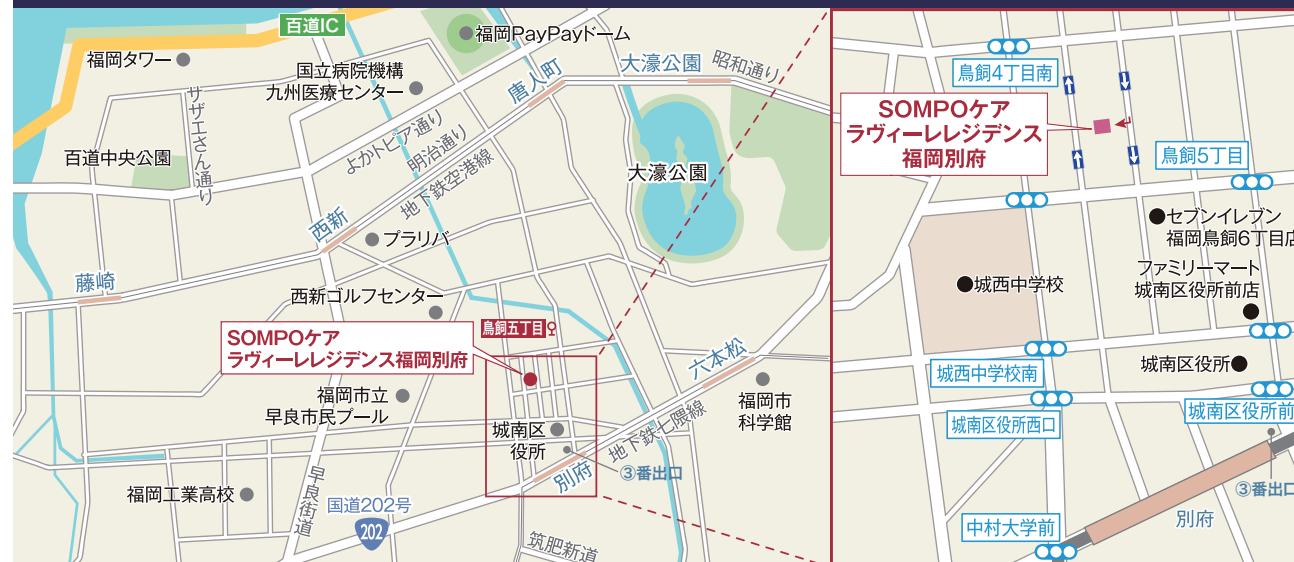 百道IC
福岡タワー
福岡PayPayドーム
国立病院機構
九州医療センター
唐人町
大濠公園
昭和通り
サザエさん通り
よかトピア通り
明治通り
地下鉄空港線
百道中央公園
大濠公園
西新
プラリバ
藤崎
西新ゴルフセンター
鳥飼五丁目
SOMPOケア
ラヴィーレレジデンス福岡別府
六本松
福岡市立
早良市民プール
福岡市
科学館
城南区
役所
地下鉄七隈線
別府
③番出口
福岡工業高校
早良街道
国道202号
202
筑肥新道
鳥飼4丁目南
SOMPOケア
ラヴィーレレジデンス
福岡別府
鳥飼5丁目
セブンイレブン
福岡鳥飼6丁目店
城西中学校
ファミリーマート
城南区役所前店
城南区役所
城西中学校南
城南区役所西口
城南区役所前
③番出口
別府
中村大学前